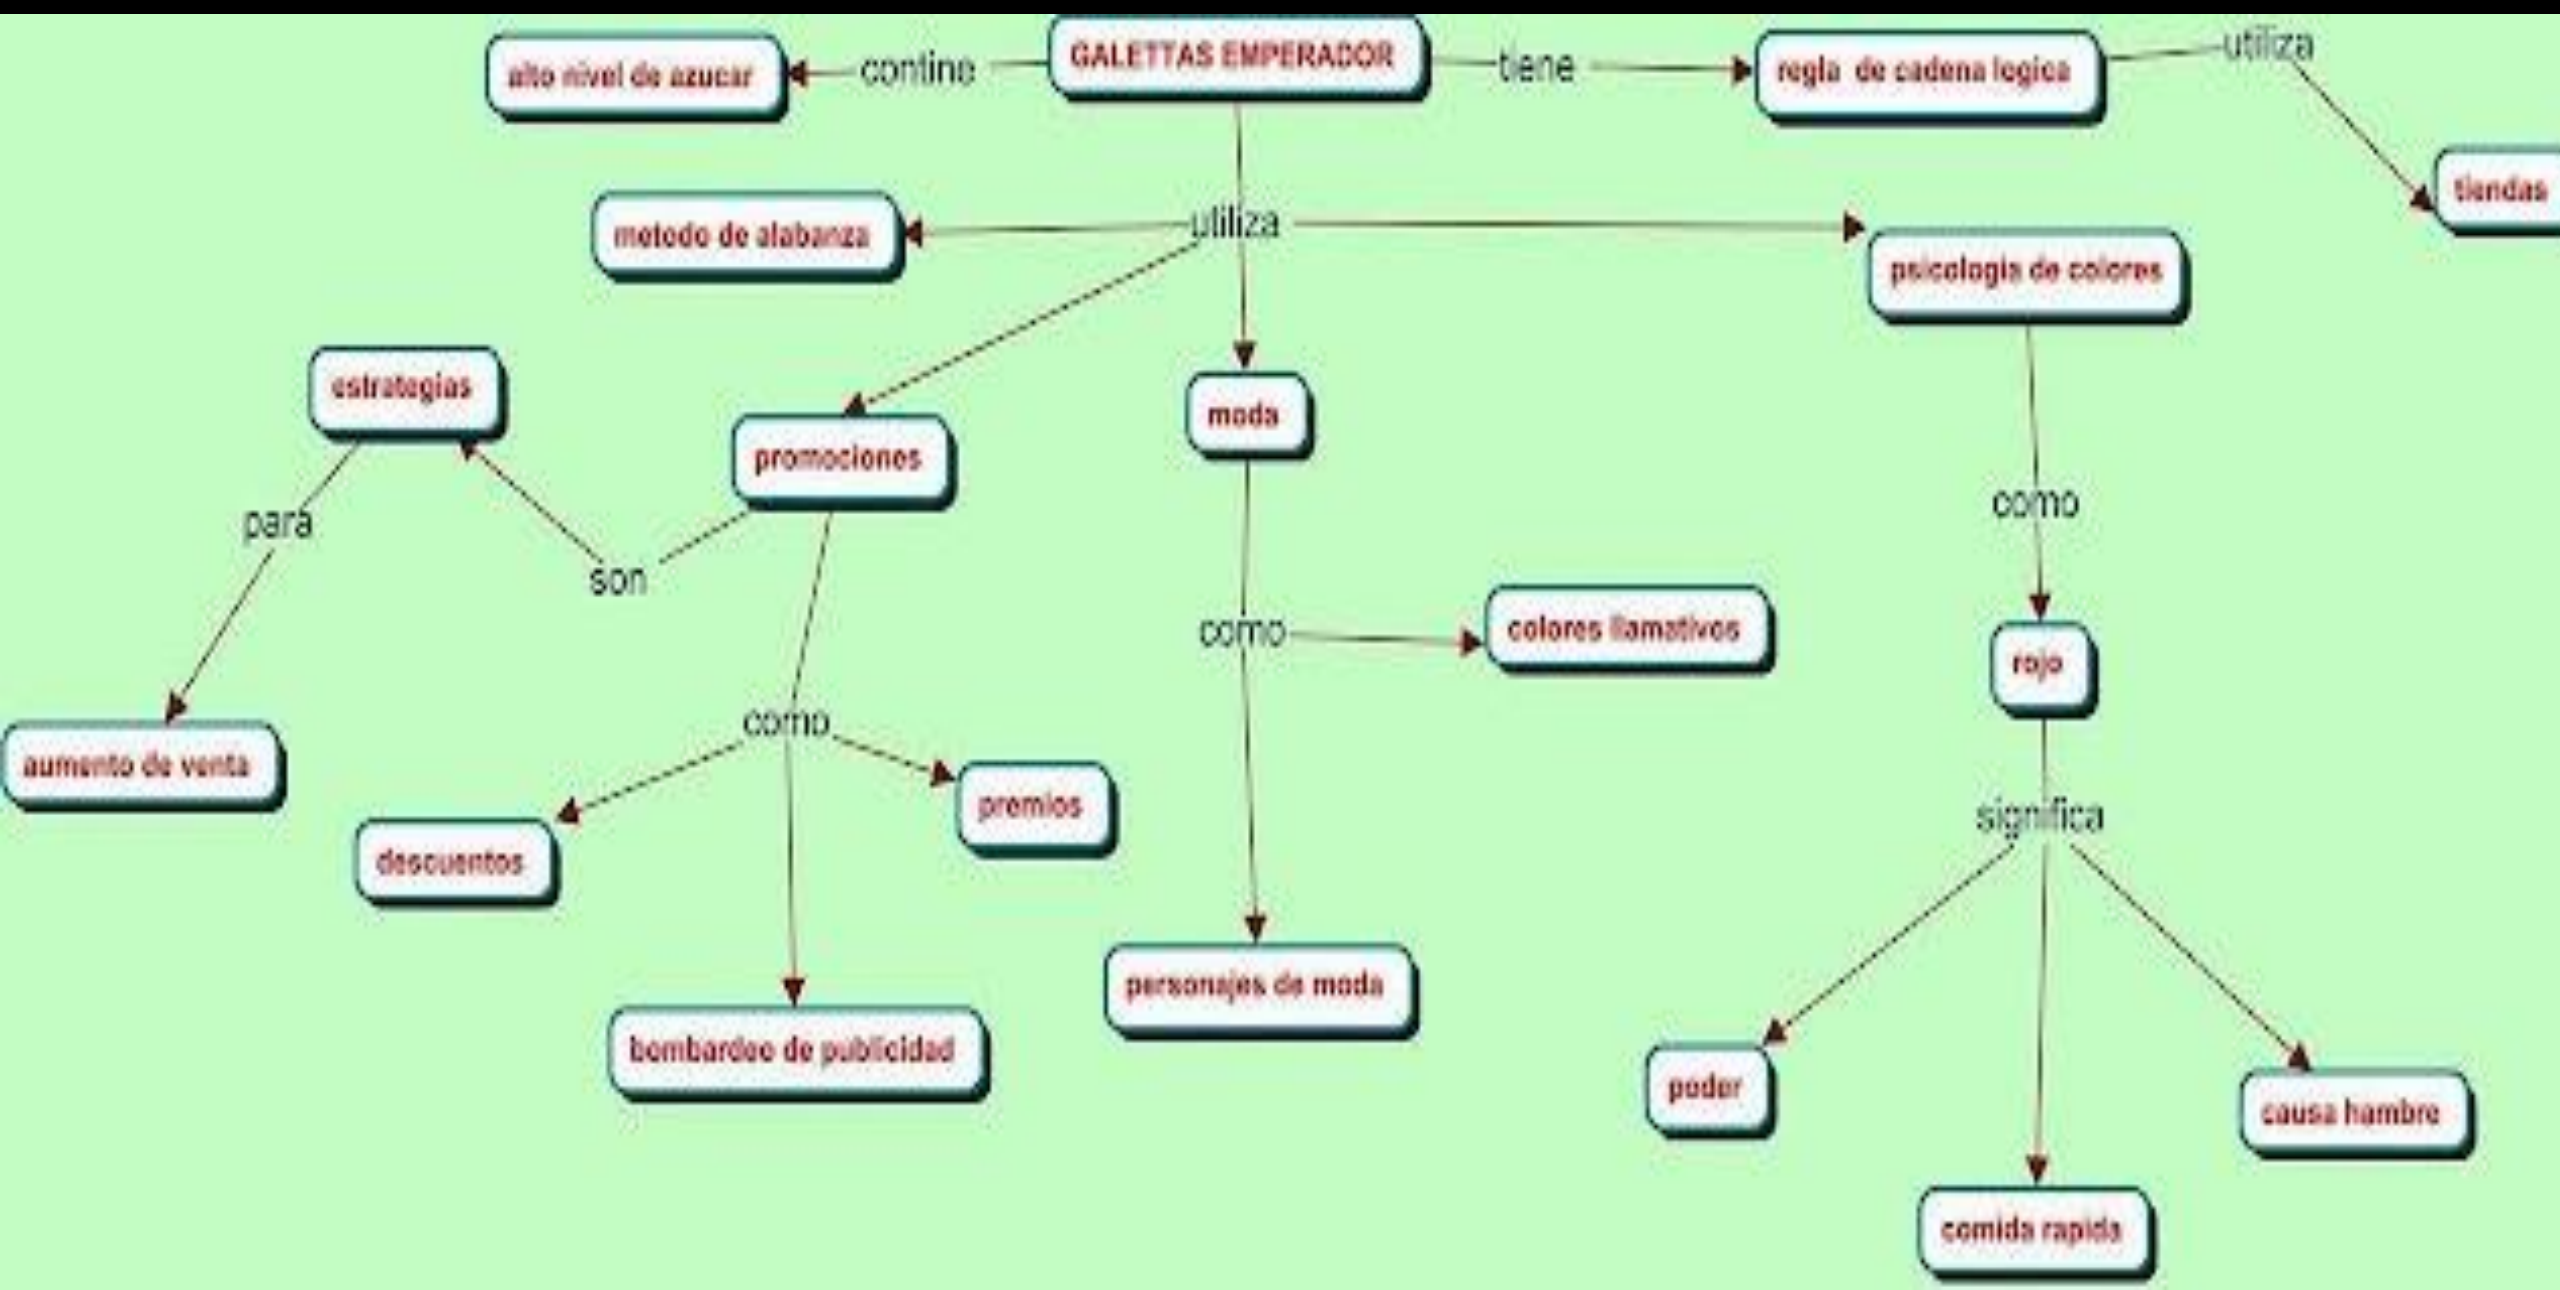 GALETTAS EMPERADOR
contine
alto nivel de azucar
tiene
regla de cadena logica
utiliza
tiendas
utiliza
metodo de alabanza
psicologia de colores
promociones
moda
estrategias
para
son
aumento de venta
como
descuentos
premios
bombardeo de publicidad
como
colores llamativos
personajes de moda
como
rojo
significa
poder
comida rapida
causa hambre